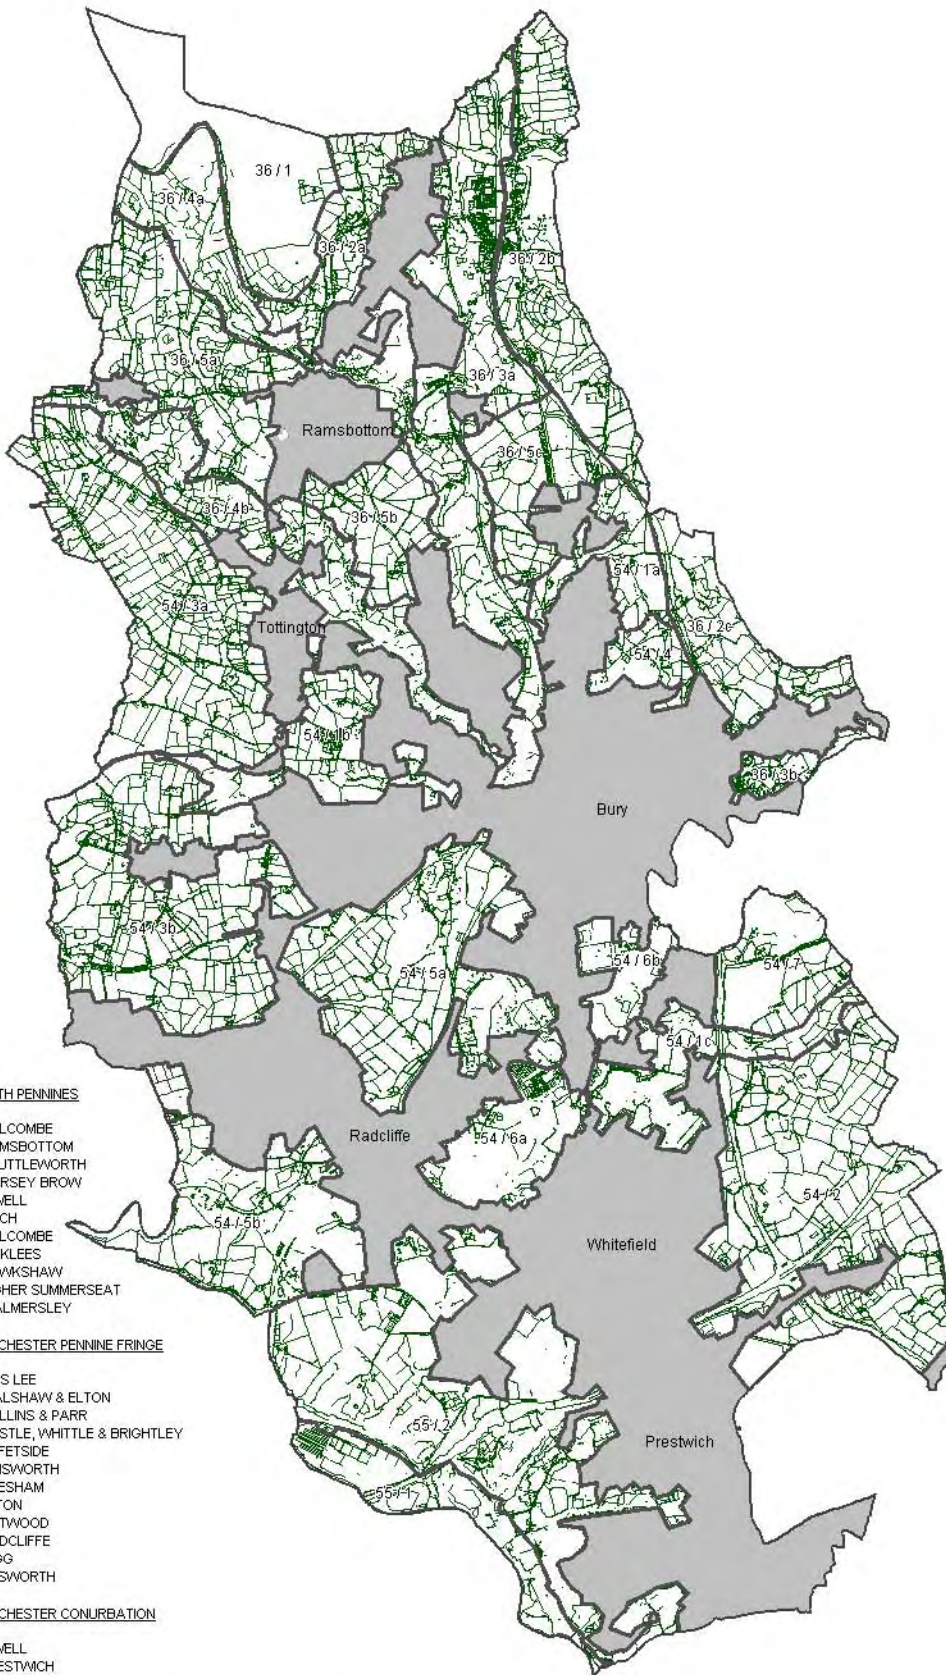 36 / 1
36 / 4a
36 / 2a
36 / 2b
36 / 5a
36 / 3a
Ramsbottom
36 / 5c
36 / 4b
36 / 5b
54 / 1a
54 / 3a
Tottington
36 / 2c
54 / 4
54 / 1b
36 / 3b
Bury
54 / 3b
54 / 6b
54 / 7
54 / 5a
54 / 1c
Radcliffe
54 / 6a
54 / 2
54 / 5b
Whitefield
55 / 2
Prestwich
55 / 1
TH PENNINES
LCOMBE
MSBOTTOM
UTTLEWORTH
RSEY BROW
WELL
CH
LCOMBE
KLEES
WKSHAW
GHER SUMMERSEAT
ALMERSLEY
CHESTER PENNINE FRINGE
S LEE
ALSHAW & ELTON
LLINS & PARR
STLE, WHITTLE & BRIGHTLEY
FFETSIDE
NSWORTH
ESHAM
TON
TWOOD
DCLIFFE
GG
SWORTH
CHESTER CONURBATION
WELL
ESTWICH